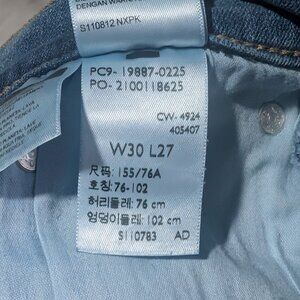 DENGAN WARNA
S110812 NXPK
PC9- 19887-0225
PO- 2100118625
CW- 4924
405407
W30 L27
尺码: 155/76A
호칭: 76-102
허리둘레: 76 cm
엉덩이둘레: 102 cm
S110783 AD